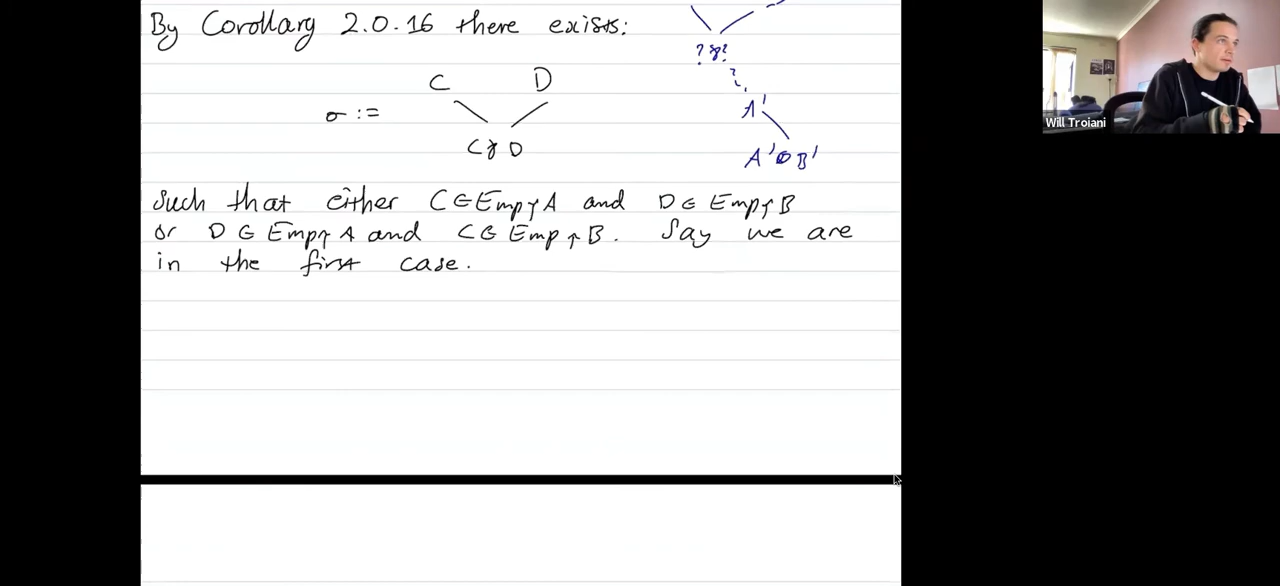 By Corollary 2.0.16 there exists:
? ⅋ ?
C D
σ :=
A'
C ⅋ D
A' ⊗ B'
Such that either C ∈ Emp↑A and D ∈ Emp↑B
or D ∈ Emp↑ A and C ∈ Emp↑B. Say we are
in the first case.
Will Troiani